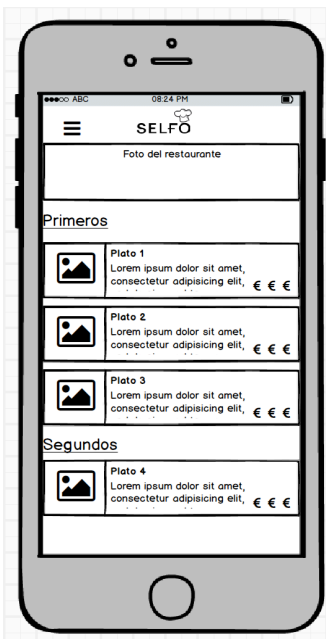 ABC 08:24 PM
SELFO
Foto del restaurante
Primeros
Plato 1
Lorem ipsum dolor sit amet,
consectetur adipisicing elit,
€ € €
Plato 2
Lorem ipsum dolor sit amet,
consectetur adipisicing elit,
€ € €
Plato 3
Lorem ipsum dolor sit amet,
consectetur adipisicing elit,
€ € €
Segundos
Plato 4
Lorem ipsum dolor sit amet,
consectetur adipisicing elit,
€ € €